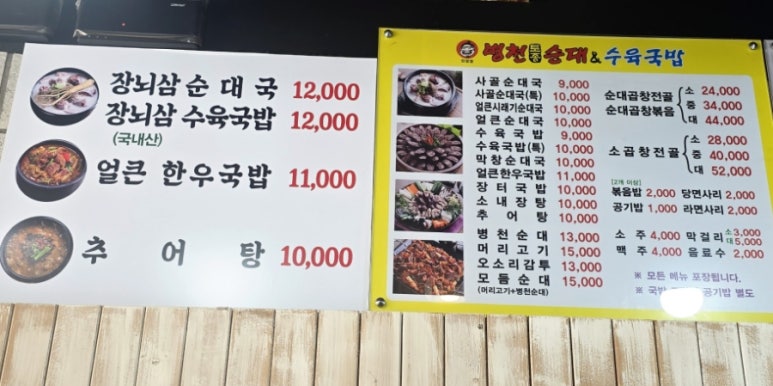 장뇌삼 순대국 12,000
장뇌삼 수육국밥 12,000
(국내산)
얼큰 한우국밥 11,000
추어탕 10,000
병천토종순대&수육국밥
사골순대국 9,000
사골순대국(특) 10,000
얼큰시래기순대국 10,000
얼큰순대국 10,000
수육국밥 9,000
수육국밥(특) 10,000
막창순대국 10,000
얼큰한우국밥 11,000
장터국밥 10,000
소내장탕 10,000
추어탕 10,000
병천순대 13,000
머리고기 15,000
오소리감투 13,000
모듬순대 15,000
(머리고기+병천순대)
순대곱창전골
순대곱창볶음
소 24,000
중 34,000
대 44,000
소곱창전골
소 28,000
중 40,000
대 52,000
[2개 이상]
볶음밥 2,000 당면사리 2,000
공기밥 1,000 라면사리 2,000
소주 4,000 막걸리 소3,000 대5,000
맥주 4,000 음료수 2,000
※ 모든 메뉴 포장됩니다.
※ 국밥 공기밥 별도